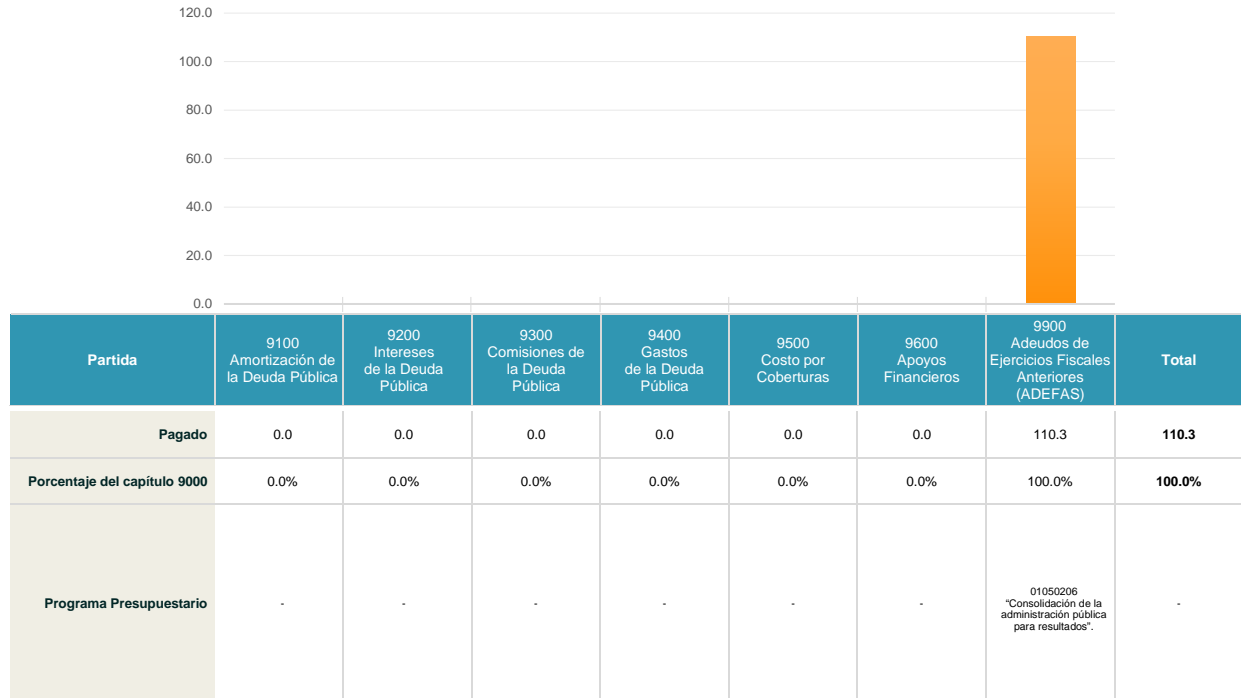 120.0
100.0
80.0
60.0
40.0
20.0
0.0
Partida
9100
Amortización de
la Deuda Pública
9200
Intereses
de la Deuda
Pública
9300
Comisiones de
la Deuda
Pública
9400
Gastos
de la Deuda
Pública
9500
Costo por
Coberturas
9600
Apoyos
Financieros
9900
Adeudos de
Ejercicios Fiscales
Anteriores
(ADEFAS)
Total
Pagado
0.0
0.0
0.0
0.0
0.0
0.0
110.3
110.3
Porcentaje del capítulo 9000
0.0%
0.0%
0.0%
0.0%
0.0%
0.0%
100.0%
100.0%
Programa Presupuestario
-
-
-
-
-
-
01050206
“Consolidación de la
administración pública
para resultados”.
-